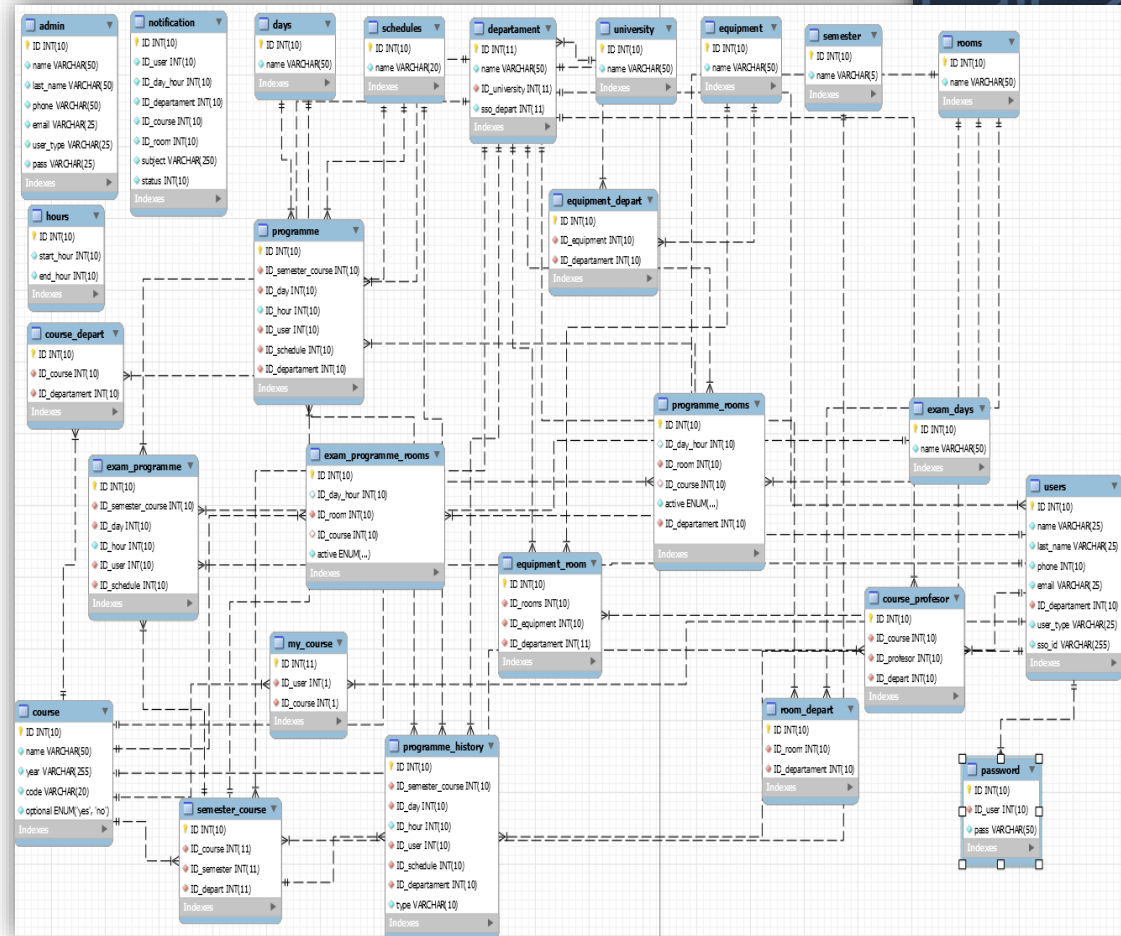 admin
ID INT(10)
name VARCHAR(50)
last_name VARCHAR(50)
phone VARCHAR(50)
email VARCHAR(25)
user_type VARCHAR(25)
pass VARCHAR(25)
Indexes
notification
ID INT(10)
ID_user INT(10)
ID_day_hour INT(10)
ID_departament INT(10)
ID_course INT(10)
ID_room INT(10)
subject VARCHAR(250)
status INT(10)
Indexes
days
ID INT(10)
name VARCHAR(50)
Indexes
schedules
ID INT(10)
name VARCHAR(20)
Indexes
departament
ID INT(11)
name VARCHAR(50)
ID_university INT(11)
sso_depart INT(11)
Indexes
university
ID INT(10)
name VARCHAR(50)
Indexes
equipment
ID INT(10)
name VARCHAR(50)
Indexes
semester
ID INT(10)
name VARCHAR(5)
Indexes
rooms
ID INT(10)
name VARCHAR(50)
Indexes
hours
ID INT(10)
start_hour INT(10)
end_hour INT(10)
Indexes
programme
ID INT(10)
ID_semester_course INT(10)
ID_day INT(10)
ID_hour INT(10)
ID_user INT(10)
ID_schedule INT(10)
ID_departament INT(10)
Indexes
equipment_depart
ID INT(10)
ID_equipment INT(10)
ID_departament INT(10)
Indexes
course_depart
ID INT(10)
ID_course INT(10)
ID_departament INT(10)
Indexes
exam_programme
ID INT(10)
ID_semester_course INT(10)
ID_day INT(10)
ID_hour INT(10)
ID_user INT(10)
ID_schedule INT(10)
Indexes
exam_programme_rooms
ID INT(10)
ID_day_hour INT(10)
ID_room INT(10)
ID_course INT(10)
active ENUM(...)
Indexes
programme_rooms
ID INT(10)
ID_day_hour INT(10)
ID_room INT(10)
ID_course INT(10)
active ENUM(...)
ID_departament INT(10)
Indexes
exam_days
ID INT(10)
name VARCHAR(50)
Indexes
users
ID INT(10)
name VARCHAR(25)
last_name VARCHAR(25)
phone INT(10)
email VARCHAR(25)
ID_departament INT(10)
user_type VARCHAR(25)
sso_id VARCHAR(255)
Indexes
equipment_room
ID INT(10)
ID_rooms INT(10)
ID_equipment INT(10)
ID_departament INT(11)
Indexes
course_profesor
ID INT(10)
ID_course INT(10)
ID_profesor INT(10)
ID_depart INT(10)
Indexes
my_course
ID INT(11)
ID_user INT(1)
ID_course INT(1)
Indexes
course
ID INT(10)
name VARCHAR(50)
year VARCHAR(255)
code VARCHAR(20)
optional ENUM('yes', 'no')
Indexes
semester_course
ID INT(10)
ID_course INT(11)
ID_semester INT(11)
ID_depart INT(11)
Indexes
programme_history
ID INT(10)
ID_semester_course INT(10)
ID_day INT(10)
ID_hour INT(10)
ID_user INT(10)
ID_schedule INT(10)
ID_departament INT(10)
type VARCHAR(10)
Indexes
room_depart
ID INT(10)
ID_room INT(10)
ID_departament INT(10)
Indexes
password
ID INT(10)
ID_user INT(10)
pass VARCHAR(50)
Indexes